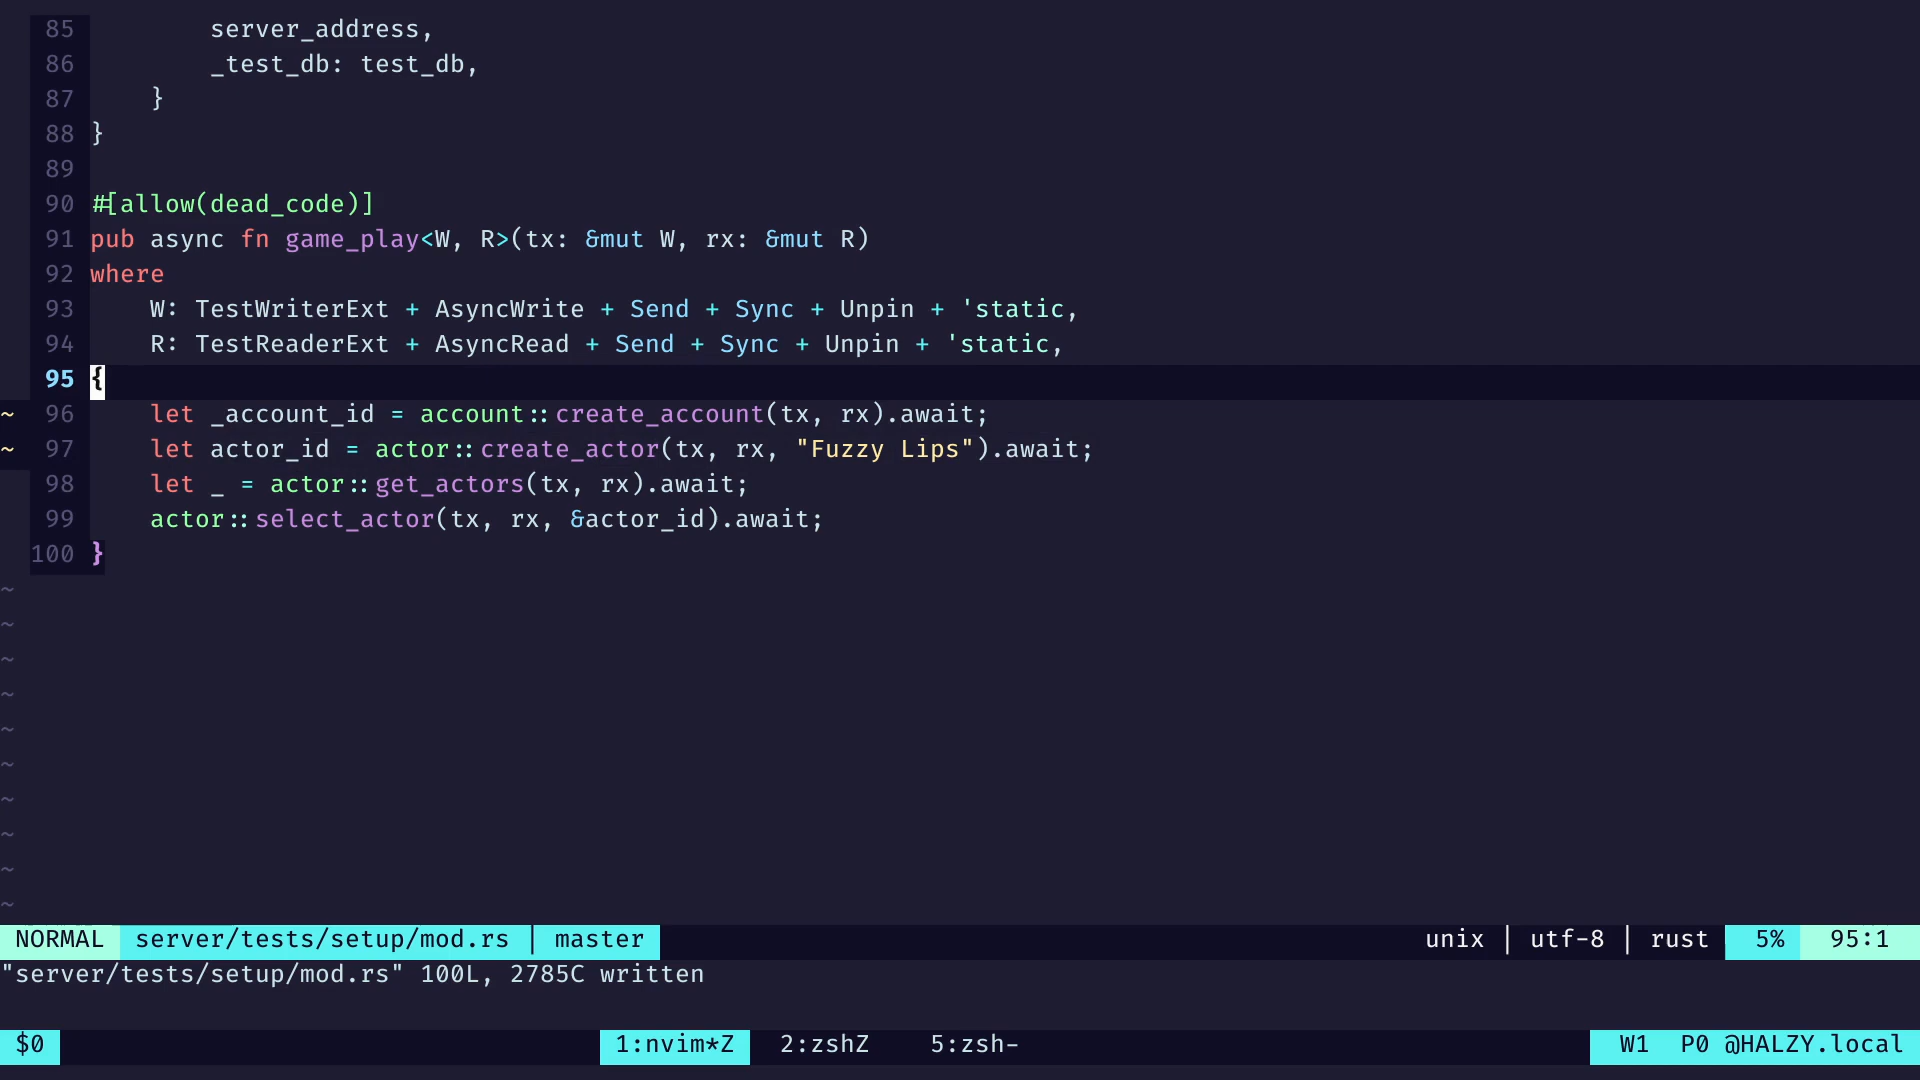 85         server_address,
86         _test_db: test_db,
87     }
88 }
89
90 #[allow(dead_code)]
91 pub async fn game_play<W, R>(tx: &mut W, rx: &mut R)
92 where
93     W: TestWriterExt + AsyncWrite + Send + Sync + Unpin + 'static,
94     R: TestReaderExt + AsyncRead + Send + Sync + Unpin + 'static,
95 {
~ 96     let _account_id = account::create_account(tx, rx).await;
~ 97     let actor_id = actor::create_actor(tx, rx, "Fuzzy Lips").await;
98     let _ = actor::get_actors(tx, rx).await;
99     actor::select_actor(tx, rx, &actor_id).await;
100 }
~
~
~
~
~
~
~
~
~
~
NORMAL server/tests/setup/mod.rs | master unix | utf-8 | rust 5% 95:1
"server/tests/setup/mod.rs" 100L, 2785C written
$0 1:nvim*Z 2:zshZ 5:zsh- W1 P0 @HALZY.local